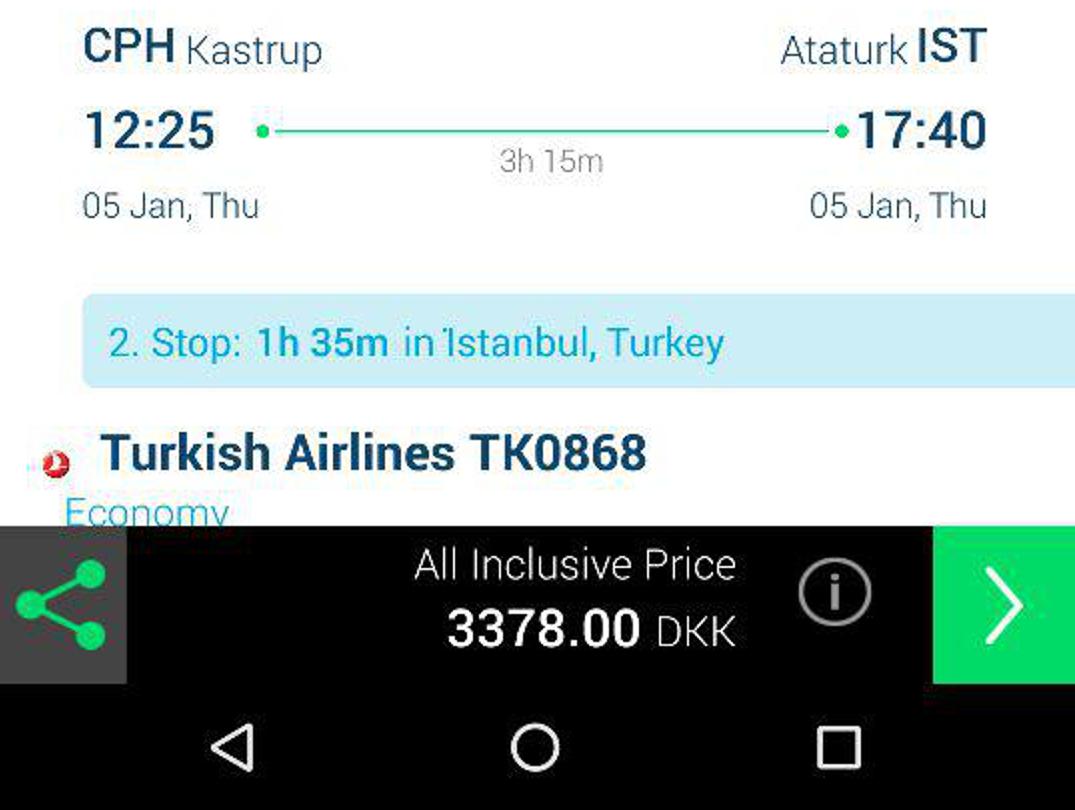 CPH Kastrup Ataturk IST
12:25 17:40
3h 15m
05 Jan, Thu 05 Jan, Thu
2. Stop: 1h 35m in Istanbul, Turkey
Turkish Airlines TK0868
Economy
All Inclusive Price
3378.00 DKK